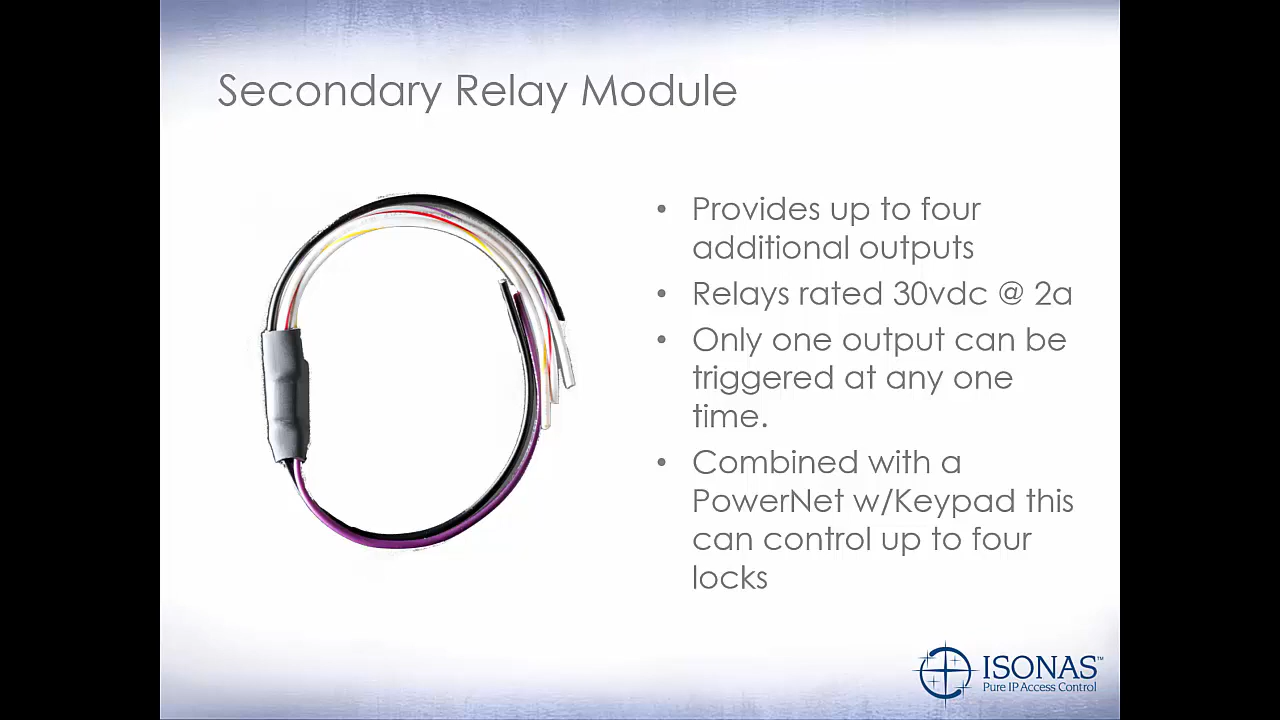 Secondary Relay Module
• Provides up to four
additional outputs
• Relays rated 30vdc @ 2a
• Only one output can be
triggered at any one
time.
• Combined with a
PowerNet w/Keypad this
can control up to four
locks
ISONAS™
Pure IP Access Control